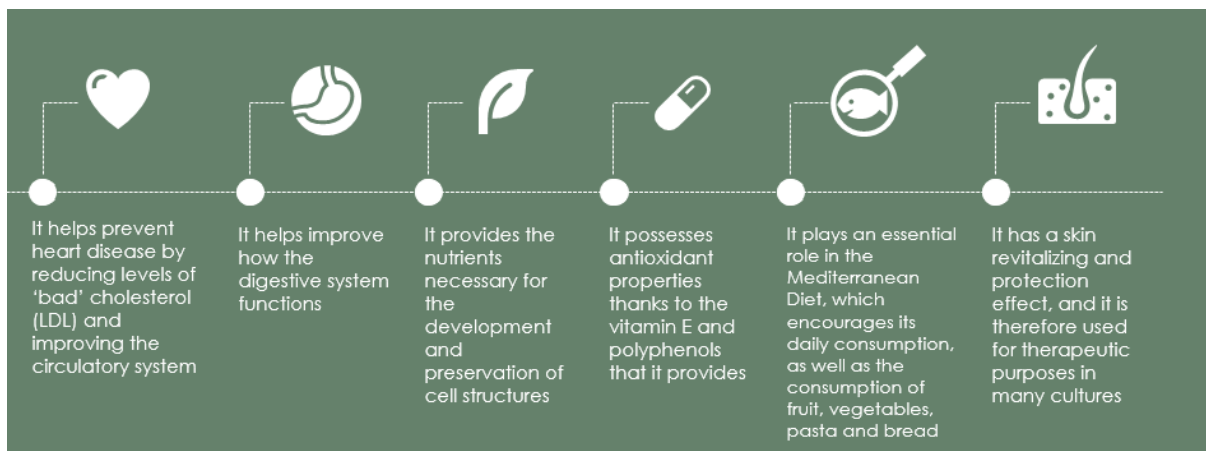 It helps prevent
heart disease by
reducing levels of
‘bad’ cholesterol
(LDL) and
improving the
circulatory system
It helps improve
how the
digestive system
functions
It provides the
nutrients
necessary for
the
development
and
preservation of
cell structures
It possesses
antioxidant
properties
thanks to the
vitamin E and
polyphenols
that it provides
It plays an essential
role in the
Mediterranean
Diet, which
encourages its
daily consumption,
as well as the
consumption of
fruit, vegetables,
pasta and bread
It has a skin
revitalizing and
protection
effect, and it is
therefore used
for therapeutic
purposes in
many cultures